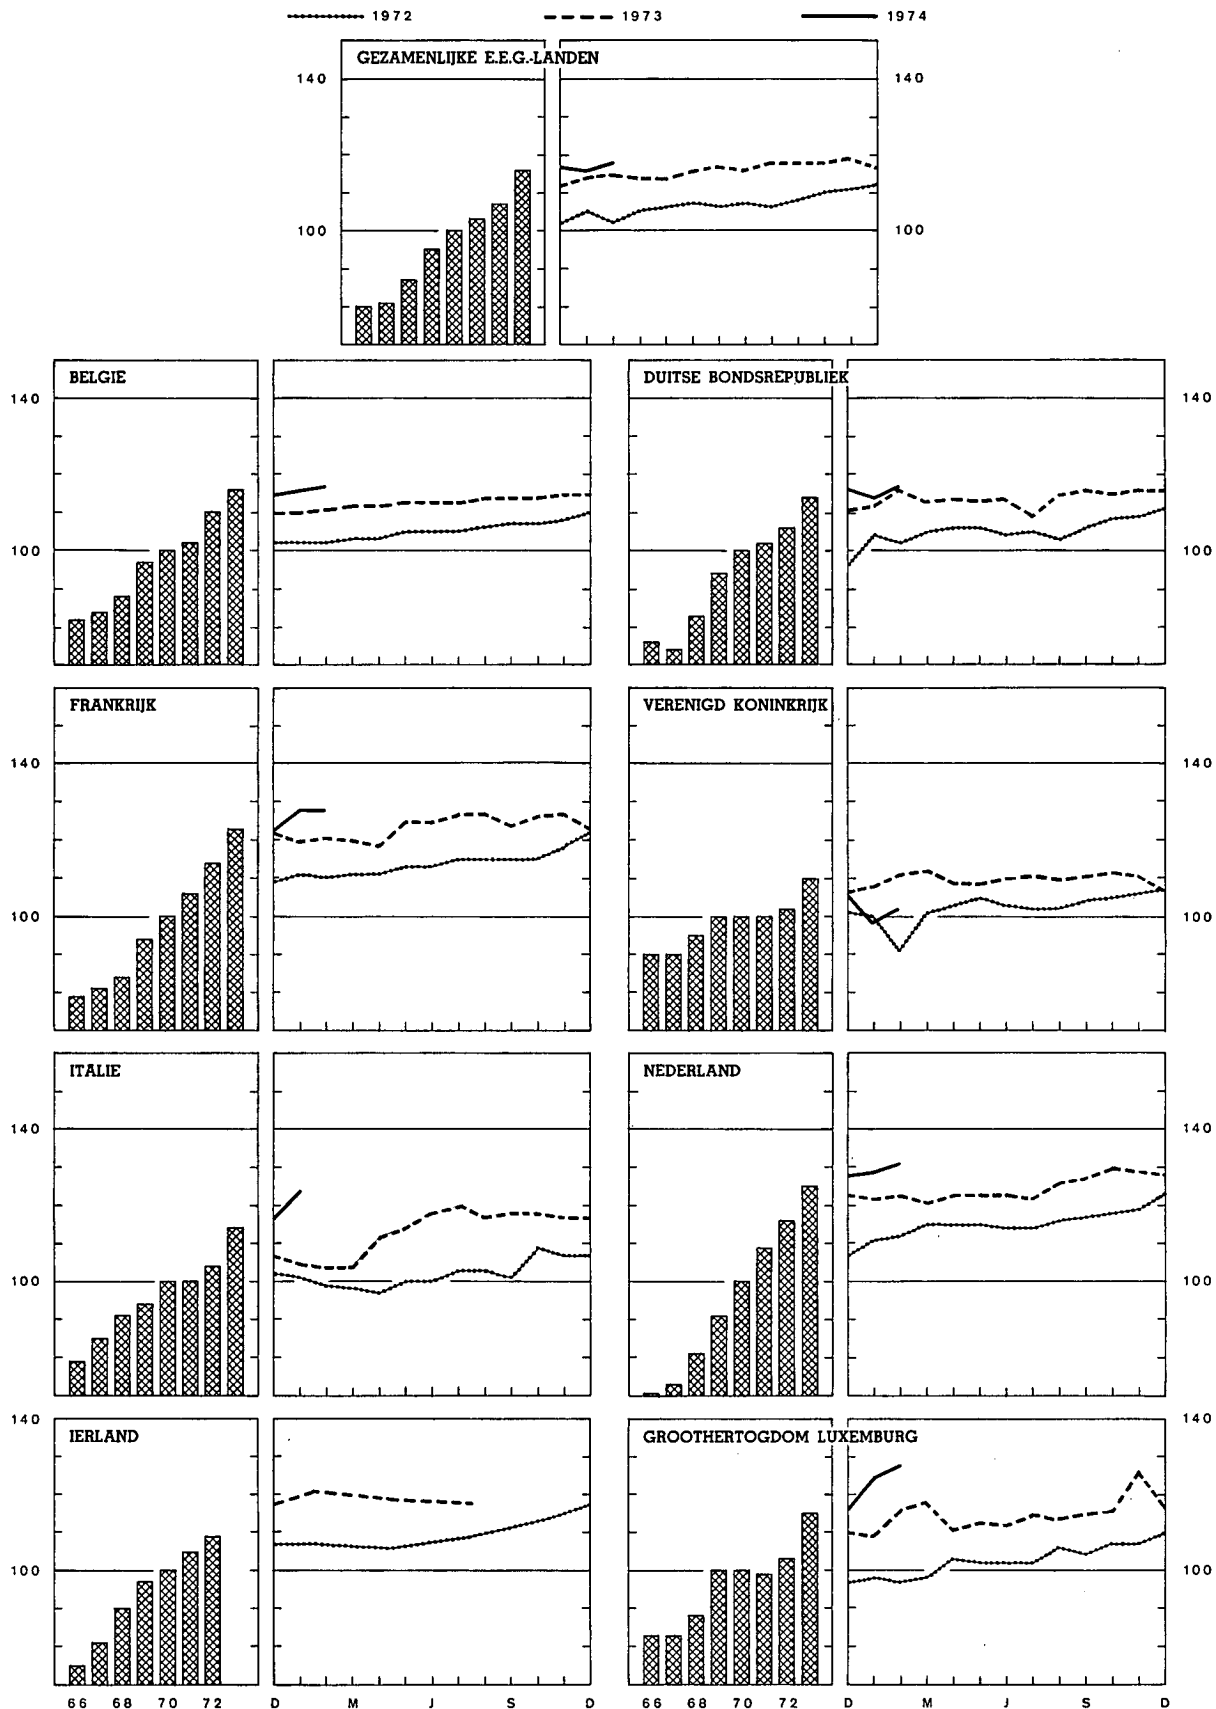 1972 1973 1974
GEZAMENLIJKE E.E.G.-LANDEN
140 140
100 100
BELGIE DUITSE BONDSREPUBLIEK
140 140
100 100
FRANKRIJK VERENIGD KONINKRIJK
140 140
100 100
ITALIE NEDERLAND
140 140
100 100
140 140
IERLAND GROOTHERTOGDOM LUXEMBURG
100 100
66 68 70 72 D M J S D 66 68 70 72 D M J S D